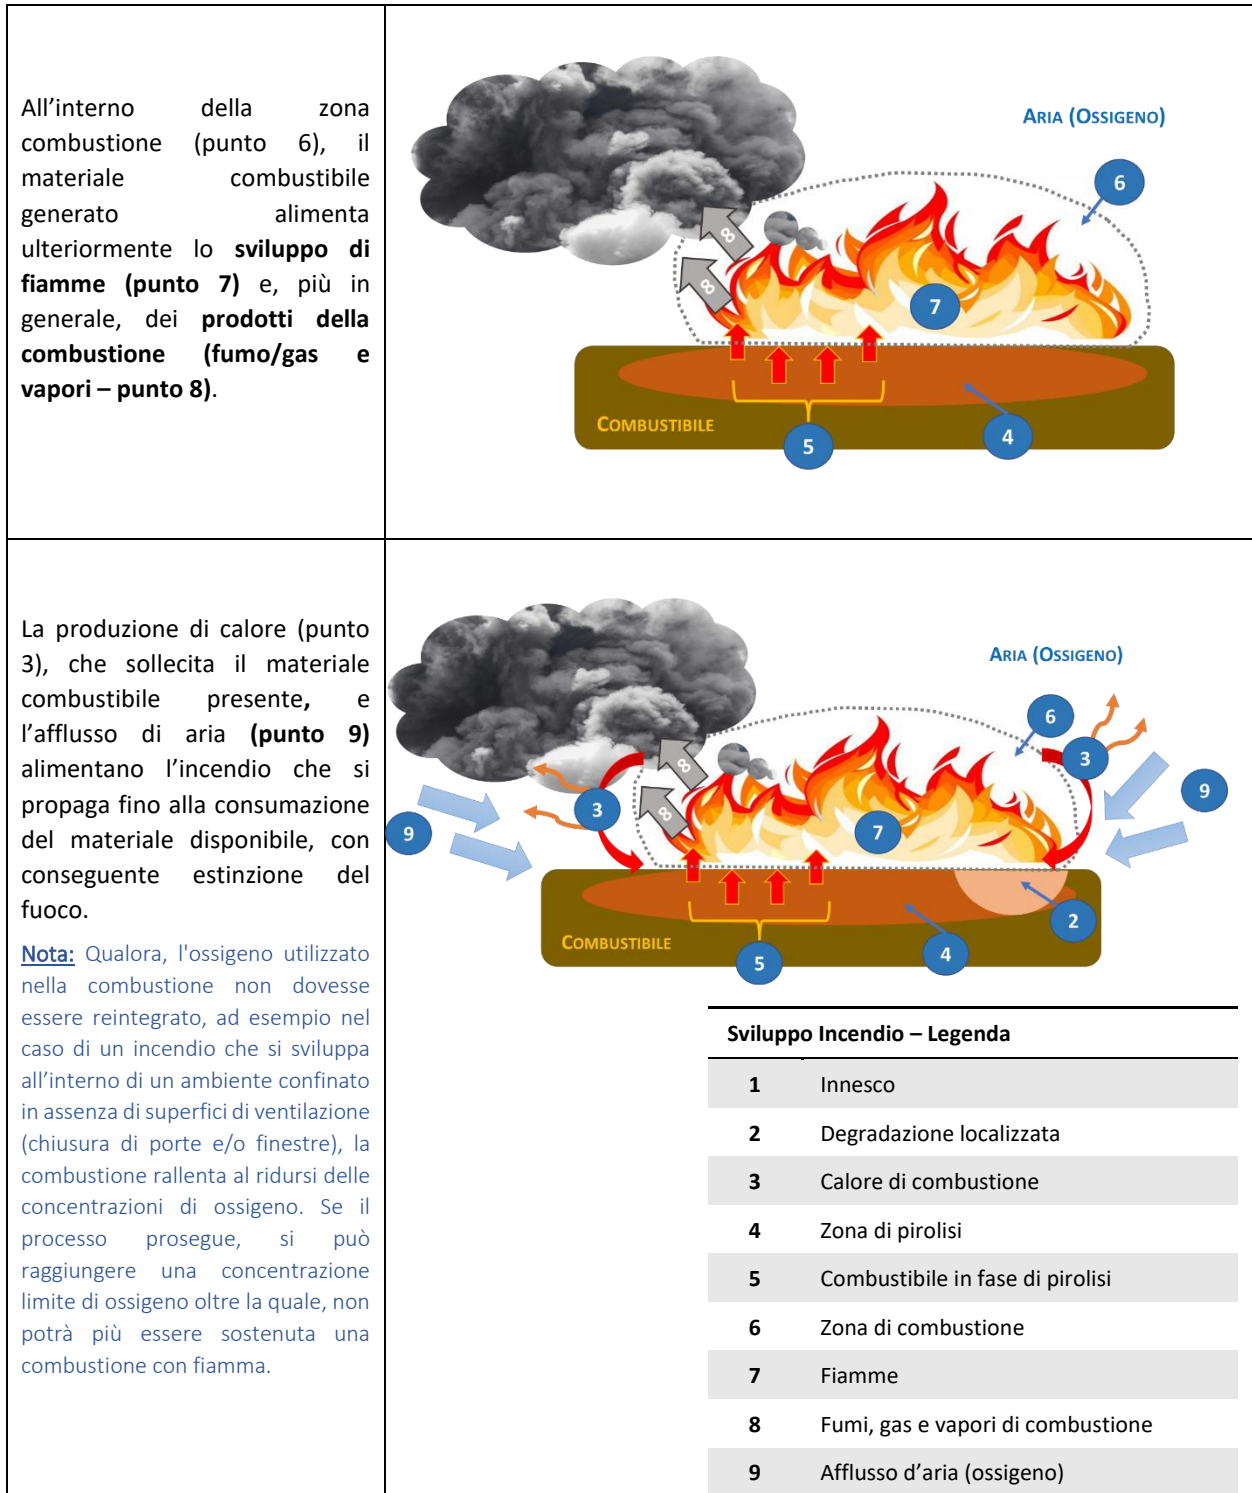 All’interno della zona
combustione (punto 6), il
materiale combustibile
generato alimenta
ulteriormente lo sviluppo di
fiamme (punto 7) e, più in
generale, dei prodotti della
combustione (fumo/gas e
vapori – punto 8).
ARIA (OSSIGENO)
6
8
8
7
COMBUSTIBILE
5
4
La produzione di calore (punto
3), che sollecita il materiale
combustibile presente, e
l’afflusso di aria (punto 9)
alimentano l’incendio che si
propaga fino alla consumazione
del materiale disponibile, con
conseguente estinzione del
fuoco.
Nota: Qualora, l'ossigeno utilizzato
nella combustione non dovesse
essere reintegrato, ad esempio nel
caso di un incendio che si sviluppa
all’interno di un ambiente confinato
in assenza di superfici di ventilazione
(chiusura di porte e/o finestre), la
combustione rallenta al ridursi delle
concentrazioni di ossigeno. Se il
processo prosegue, si può
raggiungere una concentrazione
limite di ossigeno oltre la quale, non
potrà più essere sostenuta una
combustione con fiamma.
ARIA (OSSIGENO)
6
3
9
8
3
8
9
7
2
COMBUSTIBILE
4
5
Sviluppo Incendio – Legenda
1 Innesco
2 Degradazione localizzata
3 Calore di combustione
4 Zona di pirolisi
5 Combustibile in fase di pirolisi
6 Zona di combustione
7 Fiamme
8 Fumi, gas e vapori di combustione
9 Afflusso d’aria (ossigeno)